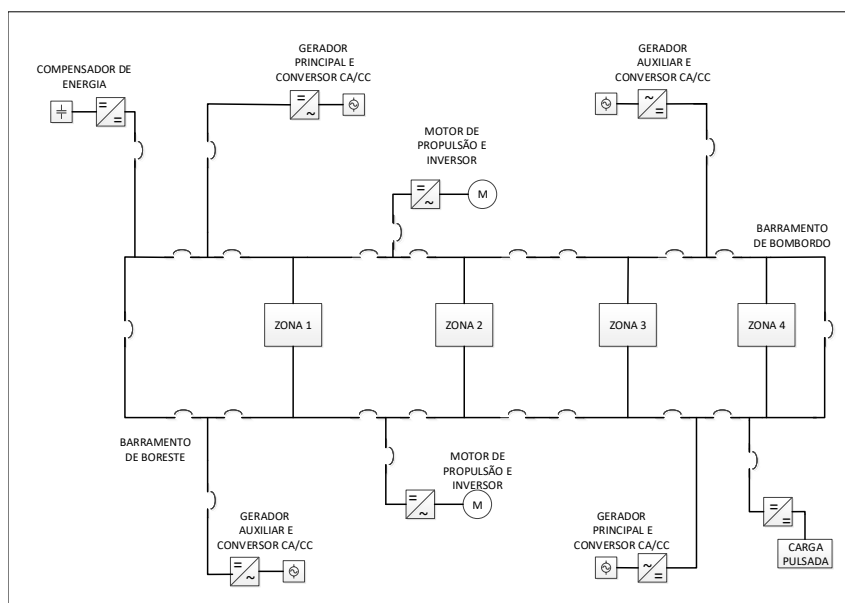 COMPENSADOR DE
ENERGIA
GERADOR
PRINCIPAL E
CONVERSOR CA/CC
GERADOR
AUXILIAR E
CONVERSOR CA/CC
MOTOR DE
PROPULSÃO E
INVERSOR
M
BARRAMENTO
DE BOMBORDO
ZONA 1
ZONA 2
ZONA 3
ZONA 4
BARRAMENTO
DE BORESTE
MOTOR DE
PROPULSÃO E
INVERSOR
M
GERADOR
AUXILIAR E
CONVERSOR CA/CC
GERADOR
PRINCIPAL E
CONVERSOR CA/CC
CARGA
PULSADA